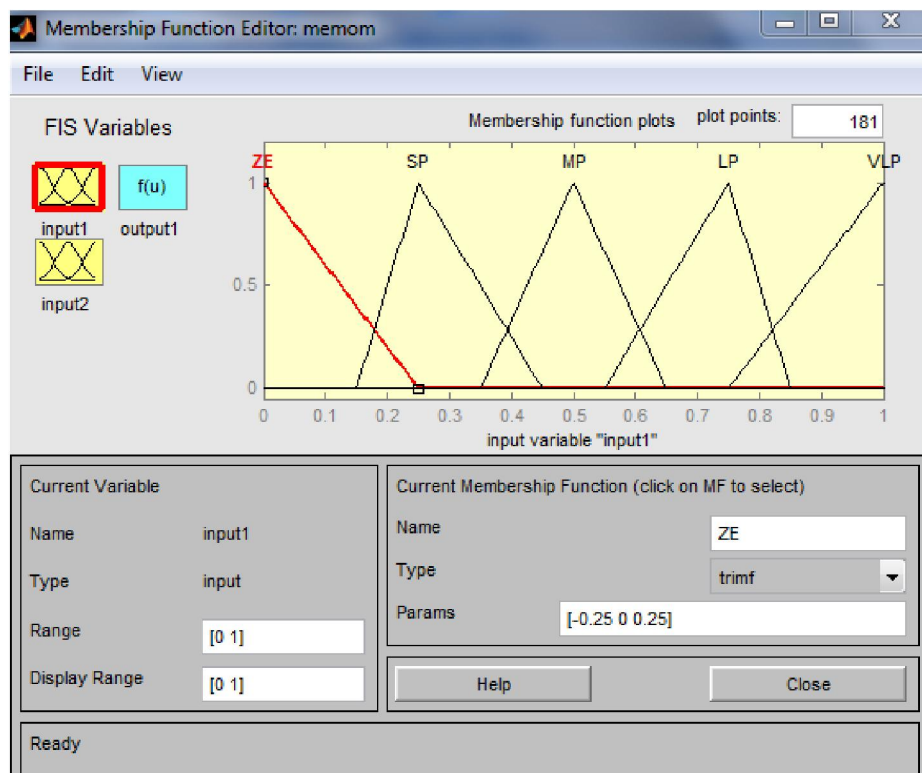 Membership Function Editor: memom
File Edit View
FIS Variables
Membership function plots plot points: 181
f(u)
input1 output1
input2
ZE SP MP LP VLP
1
0.5
0
0 0.1 0.2 0.3 0.4 0.5 0.6 0.7 0.8 0.9 1
input variable "input1"
Current Variable
Name input1
Type input
Range [0 1]
Display Range [0 1]
Current Membership Function (click on MF to select)
Name ZE
Type trimf
Params [-0.25 0 0.25]
Help Close
Ready